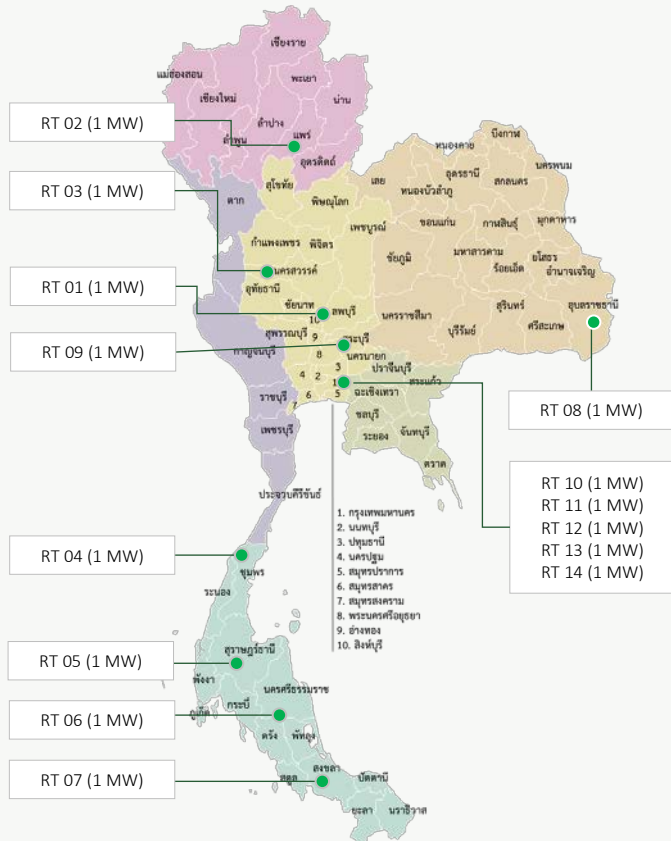 เชียงราย
แม่ฮ่องสอน
พะเยา
เชียงใหม่
น่าน
ลำปาง
RT 02 (1 MW)
แพร่
ลำพูน
อุตรดิตถ์
บึงกาฬ
หนองคาย
สุโขทัย
เลย
อุดรธานี
นครพนม
สกลนคร
หนองบัวลำภู
RT 03 (1 MW)
ตาก
พิษณุโลก
เพชรบูรณ์
ขอนแก่น
กาฬสินธุ์
มุกดาหาร
กำแพงเพชร
พิจิตร
มหาสารคาม
ยโสธร
ชัยภูมิ
ร้อยเอ็ด
อำนาจเจริญ
นครสวรรค์
อุทัยธานี
RT 01 (1 MW)
ชัยนาท
ลพบุรี
นครราชสีมา
สุรินทร์
อุบลราชธานี
ศรีสะเกษ
บุรีรัมย์
10
สุพรรณบุรี
9
สระบุรี
RT 09 (1 MW)
กาญจนบุรี
8
นครนายก
3
ปราจีนบุรี
4 2
1
สระแก้ว
5
6
7
ฉะเชิงเทรา
ราชบุรี
ชลบุรี
RT 08 (1 MW)
เพชรบุรี
ระยอง
จันทบุรี
ตราด
ประจวบคีรีขันธ์
RT 10 (1 MW)
RT 11 (1 MW)
RT 12 (1 MW)
RT 13 (1 MW)
RT 14 (1 MW)
1. กรุงเทพมหานคร
2. นนทบุรี
3. ปทุมธานี
4. นครปฐม
5. สมุทรปราการ
6. สมุทรสาคร
7. สมุทรสงคราม
8. พระนครศรีอยุธยา
9. อ่างทอง
10. สิงห์บุรี
RT 04 (1 MW)
ชุมพร
ระนอง
RT 05 (1 MW)
สุราษฎร์ธานี
พังงา
นครศรีธรรมราช
กระบี่
ภูเก็ต
RT 06 (1 MW)
ตรัง
พัทลุง
RT 07 (1 MW)
สตูล
สงขลา
ปัตตานี
ยะลา
นราธิวาส